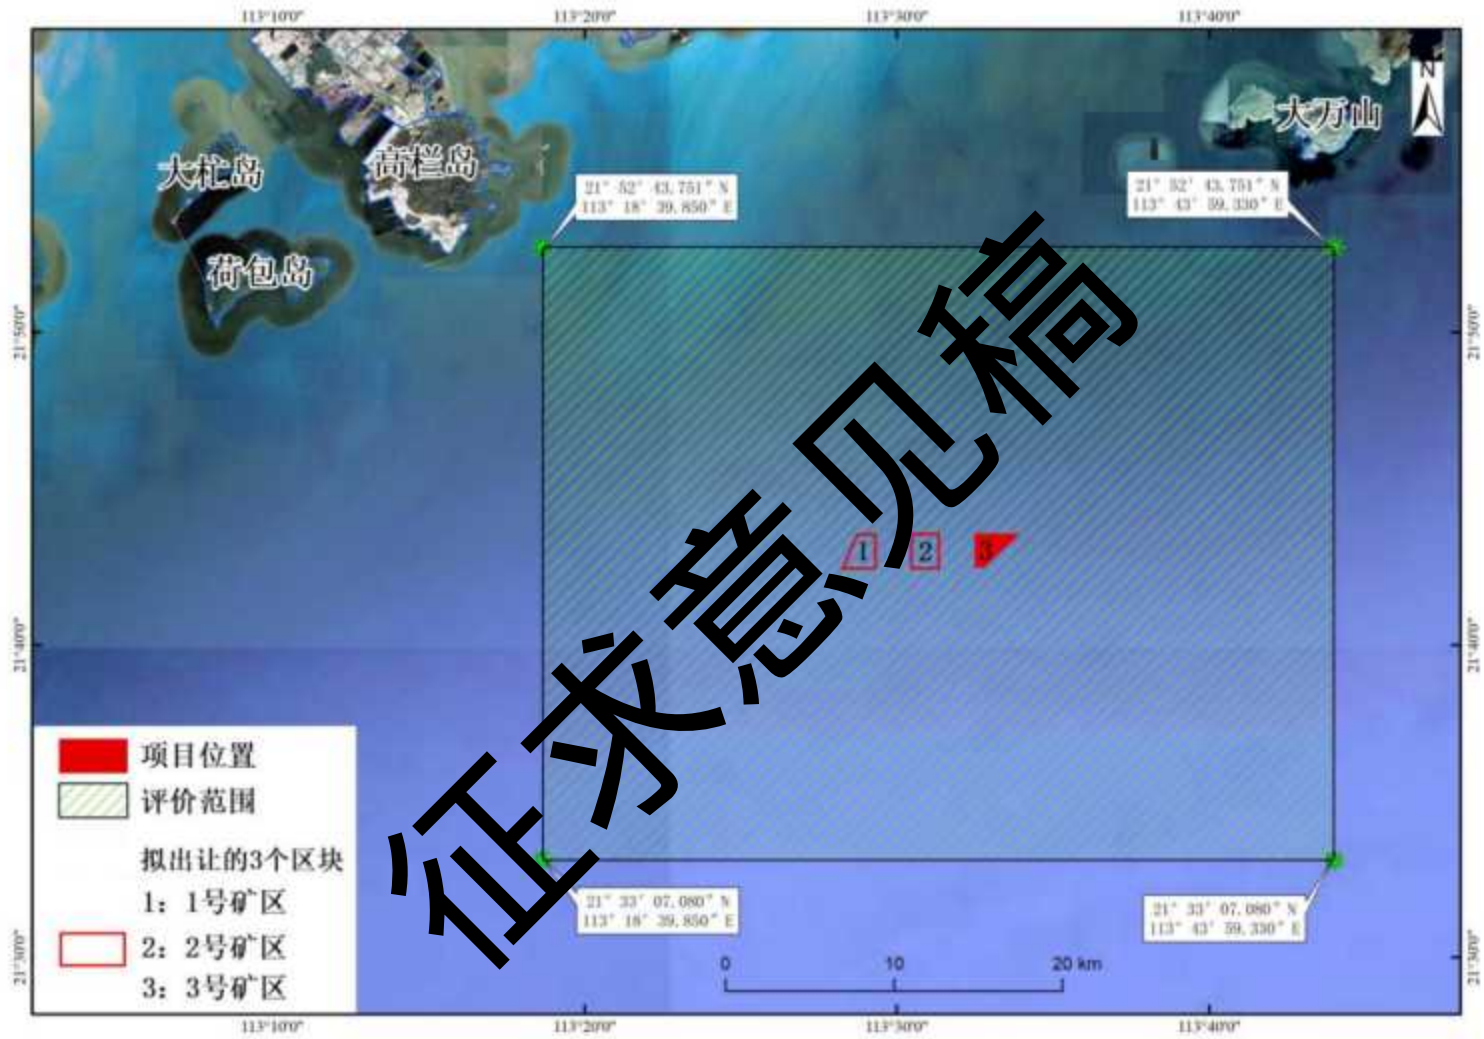 113°10'0"
113°20'0"
113°30'0"
113°40'0"
N
大万山
大杧岛
高栏岛
荷包岛
21° 52' 43.751" N
113° 18' 39.850" E
21° 52' 43.751" N
113° 43' 59.330" E
21°50'0"
21°50'0"
征求意见稿
1
2
3
21°40'0"
21°40'0"
项目位置
评价范围
拟出让的3个区块
1：1号矿区
2：2号矿区
3：3号矿区
21° 33' 07.080" N
113° 18' 39.850" E
21° 33' 07.080" N
113° 43' 59.330" E
21°30'0"
21°30'0"
0 10 20 km
113°10'0"
113°20'0"
113°30'0"
113°40'0"